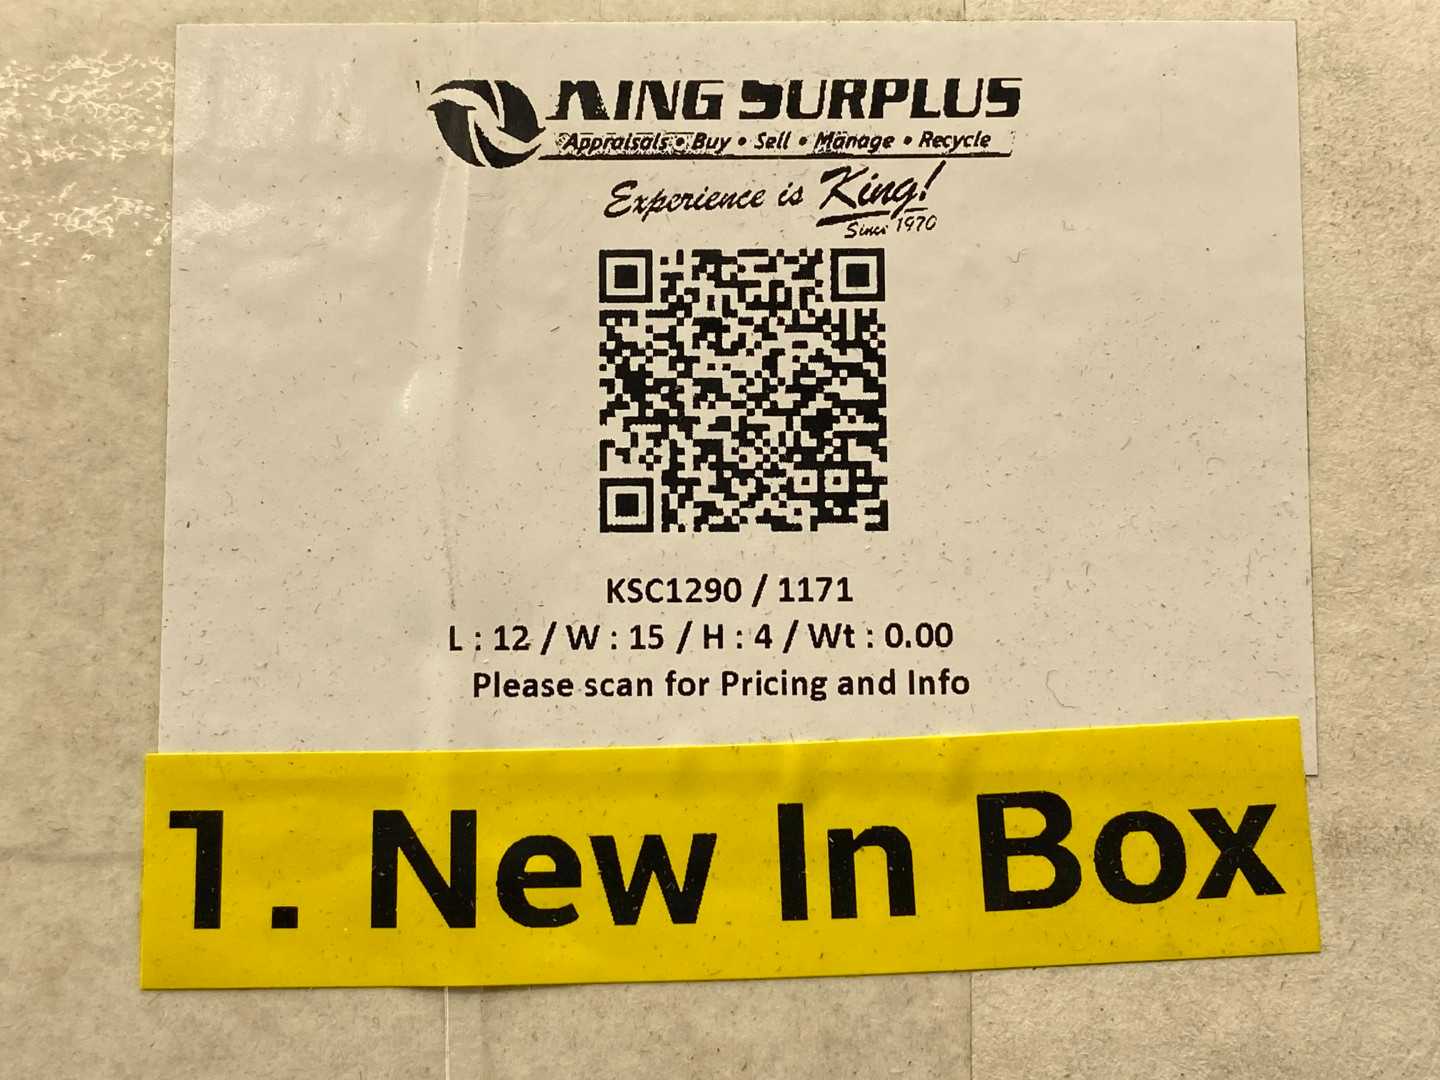 KING SURPLUS
Appraisals • Buy • Sell • Manage • Recycle
Experience is King!
Since 1970
KSC1290 / 1171
L : 12 / W : 15 / H : 4 / Wt : 0.00
Please scan for Pricing and Info
1. New In Box